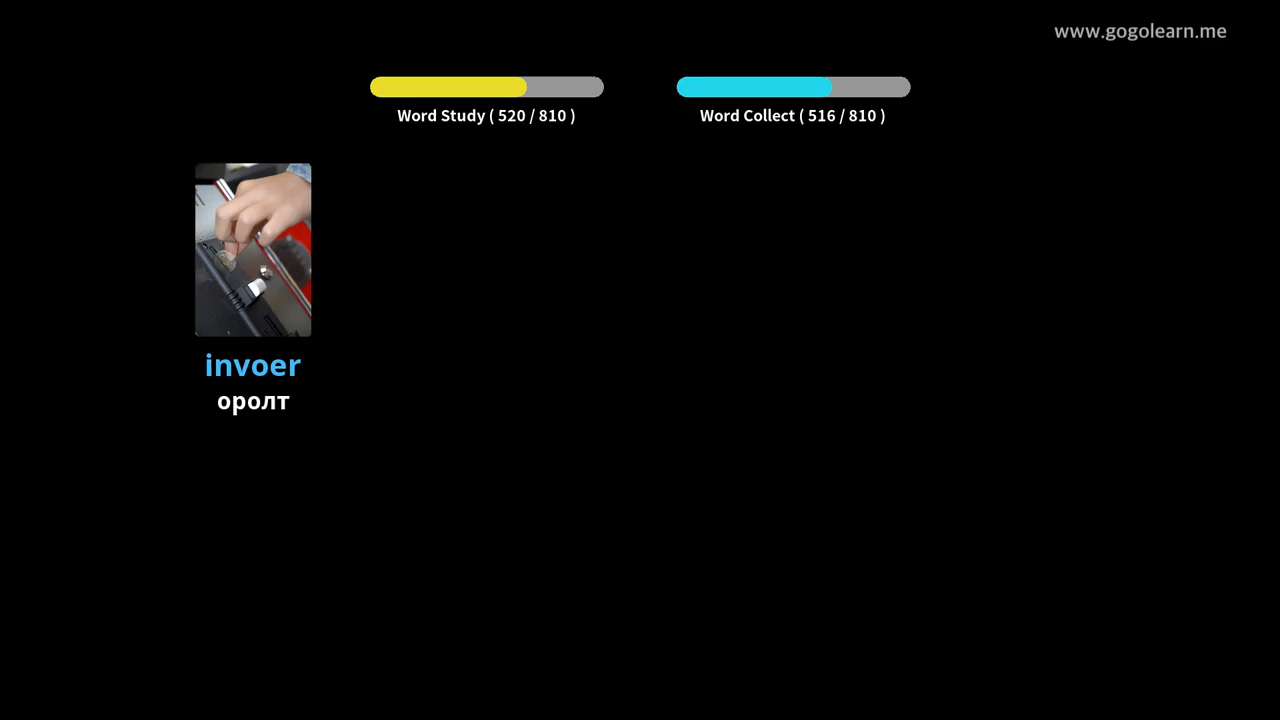 www.gogolearn.me
Word Study ( 520 / 810 )
Word Collect ( 516 / 810 )
invoer
оролт